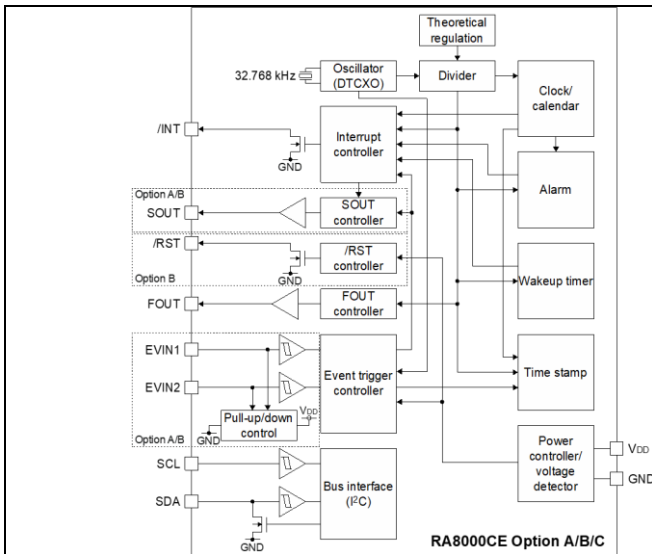 Theoretical
regulation
32.768 kHz
Oscillator
(DTCXO)
Divider
Clock/
calendar
/INT
Interrupt
controller
GND
Alarm
Option A/B
SOUT
SOUT
controller
/RST
/RST
controller
GND
Option B
Wakeup timer
FOUT
FOUT
controller
EVIN1
EVIN2
Event trigger
controller
Time stamp
Pull-up/down
control
VDD
GND
Option A/B
Power
controller/
voltage
detector
VDD
GND
SCL
SDA
Bus interface
(I²C)
GND
RA8000CE Option A/B/C